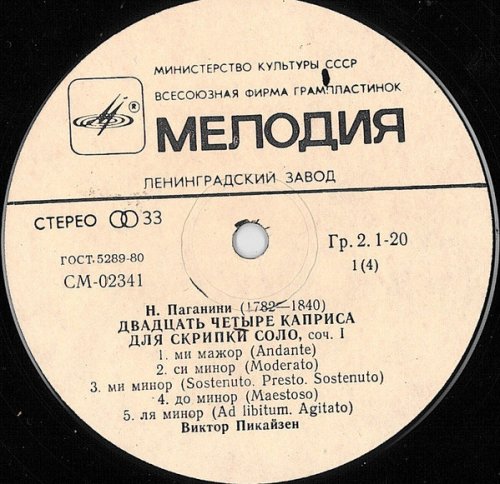 МИНИСТЕРСТВО КУЛЬТУРЫ СССР
ВСЕСОЮЗНАЯ ФИРМА ГРАМПЛАСТИНОК
®
МЕЛОДИЯ
ЛЕНИНГРАДСКИЙ ЗАВОД
СТЕРЕО 33
Гр. 2. 1-20
ГОСТ. 5289-80
1 (4)
СМ-02341
Н. Паганини (1782—1840)
ДВАДЦАТЬ ЧЕТЫРЕ КАПРИСА
ДЛЯ СКРИПКИ СОЛО, соч. I
1. ми мажор (Andante)
2. си минор (Moderato)
3. ми минор (Sostenuto. Presto. Sostenuto)
4. до минор (Maestoso)
5. ля минор (Ad libitum. Agitato)
Виктор Пикайзен